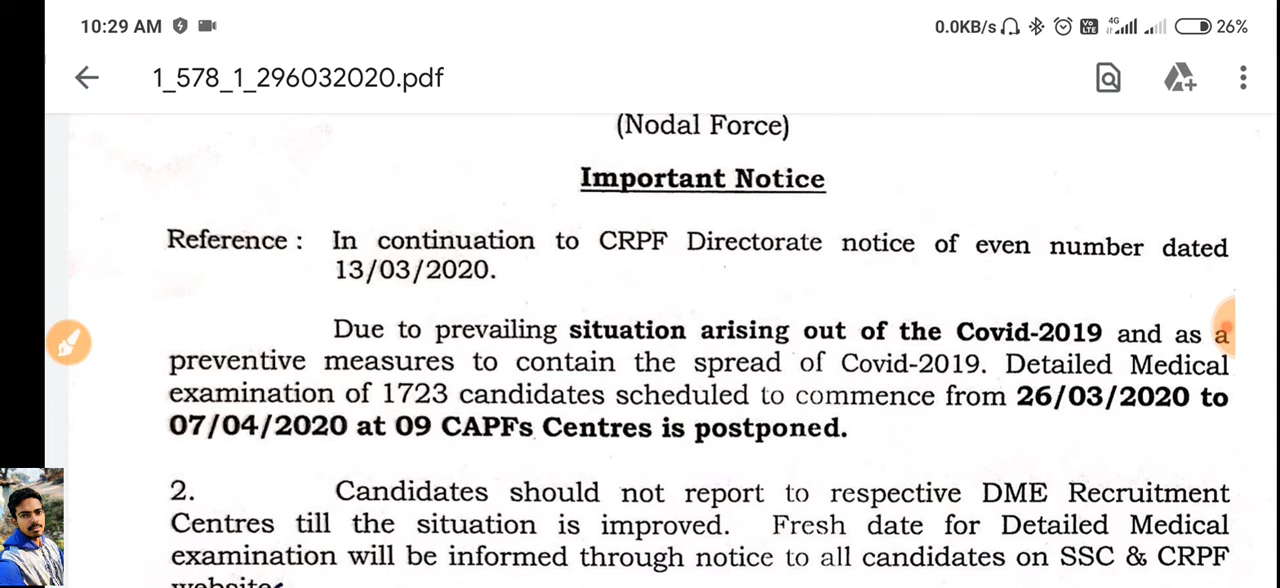 10:29 AM 0.0KB/s 4G Vo LTE 26%
1_578_1_296032020.pdf
(Nodal Force)
Important Notice
Reference : In continuation to CRPF Directorate notice of even number dated
13/03/2020.
Due to prevailing situation arising out of the Covid-2019 and as a
preventive measures to contain the spread of Covid-2019. Detailed Medical
examination of 1723 candidates scheduled to commence from 26/03/2020 to
07/04/2020 at 09 CAPFs Centres is postponed.
2. Candidates should not report to respective DME Recruitment
Centres till the situation is improved. Fresh date for Detailed Medical
examination will be informed through notice to all candidates on SSC & CRPF